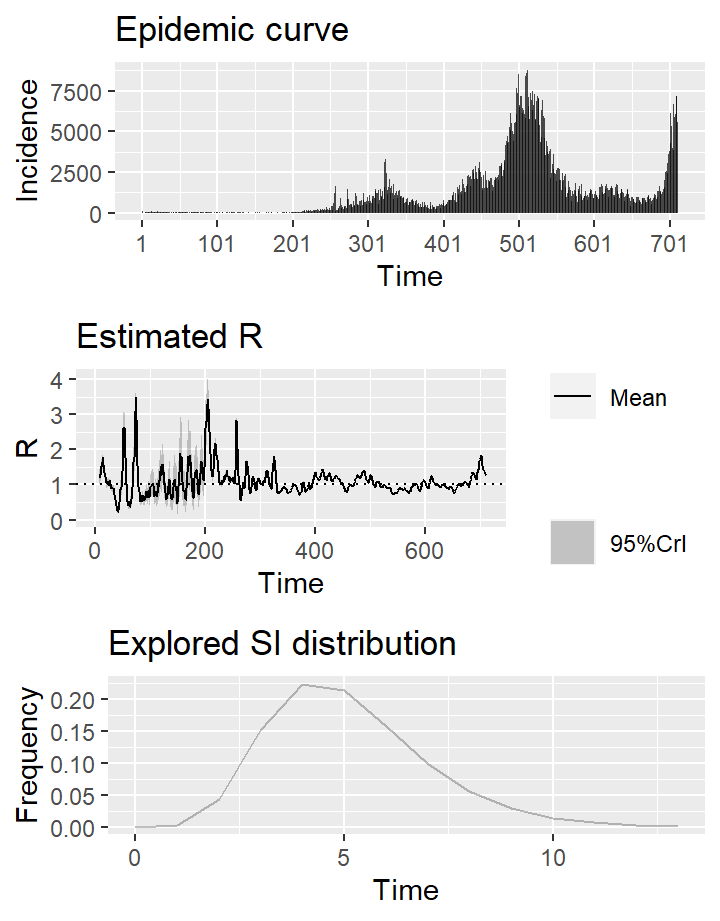 Epidemic curve
Incidence
7500
5000
2500
0
1 101 201 301 401 501 601 701
Time
Estimated R
R
4
3
2
1
0
0 200 400 600
Time
Mean
95%CrI
Explored SI distribution
Frequency
0.20
0.15
0.10
0.05
0.00
0 5 10
Time